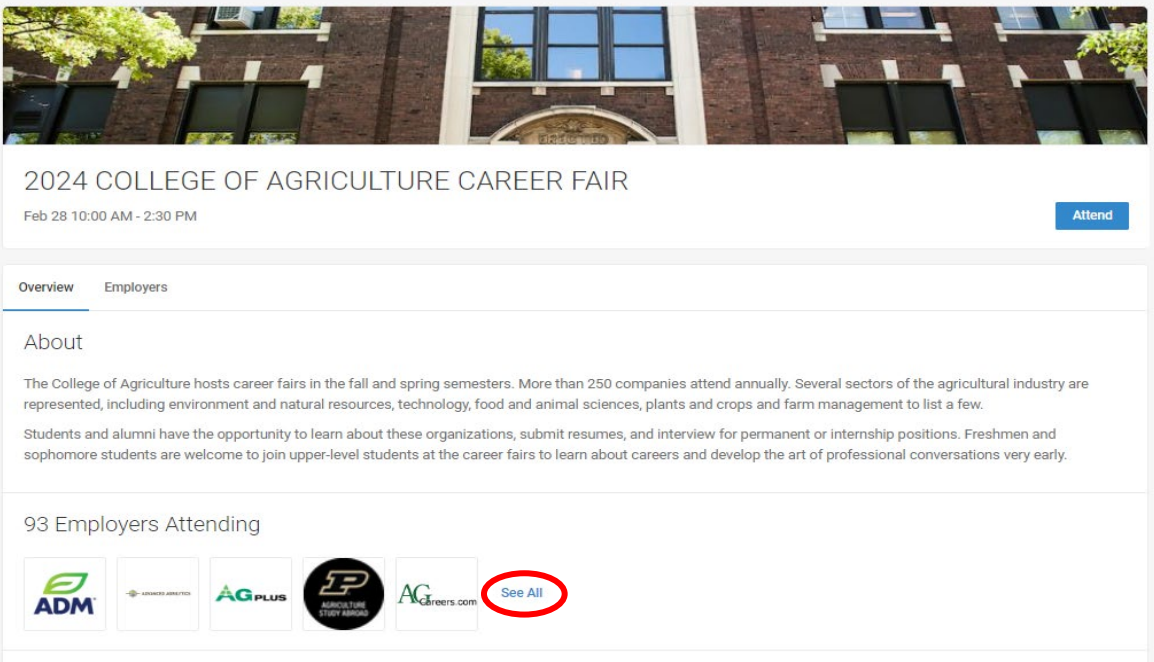 2024 COLLEGE OF AGRICULTURE CAREER FAIR
Feb 28 10:00 AM - 2:30 PM
Attend
Overview Employers
About
The College of Agriculture hosts career fairs in the fall and spring semesters. More than 250 companies attend annually. Several sectors of the agricultural industry are
represented, including environment and natural resources, technology, food and animal sciences, plants and crops and farm management to list a few.
Students and alumni have the opportunity to learn about these organizations, submit resumes, and interview for permanent or internship positions. Freshmen and
sophomore students are welcome to join upper-level students at the career fairs to learn about careers and develop the art of professional conversations very early.
93 Employers Attending
ADM
ADVANCED AGRILYTICS
AG PLUS
P
AGRICULTURE
STUDY ABROAD
AGCareers.com
See All